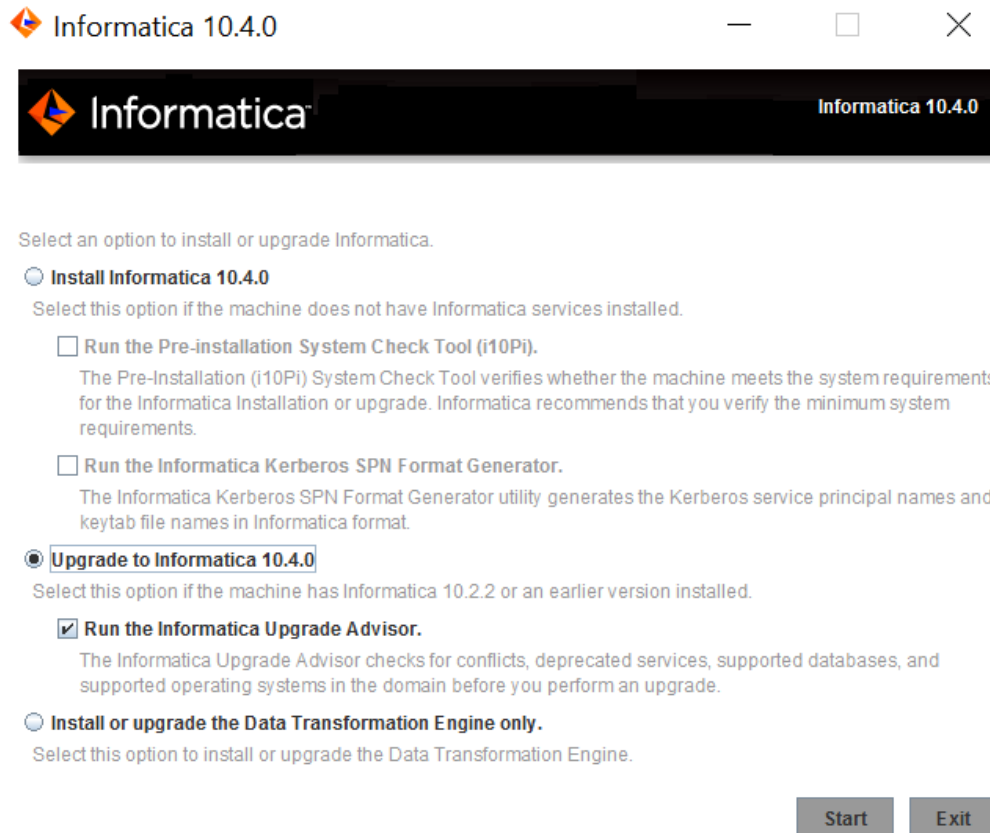 Informatica 10.4.0
Informatica
Informatica 10.4.0
Select an option to install or upgrade Informatica.
Install Informatica 10.4.0
Select this option if the machine does not have Informatica services installed.
Run the Pre-installation System Check Tool (i10Pi).
The Pre-Installation (i10Pi) System Check Tool verifies whether the machine meets the system requirements
for the Informatica Installation or upgrade. Informatica recommends that you verify the minimum system
requirements.
Run the Informatica Kerberos SPN Format Generator.
The Informatica Kerberos SPN Format Generator utility generates the Kerberos service principal names and
keytab file names in Informatica format.
Upgrade to Informatica 10.4.0
Select this option if the machine has Informatica 10.2.2 or an earlier version installed.
Run the Informatica Upgrade Advisor.
The Informatica Upgrade Advisor checks for conflicts, deprecated services, supported databases, and
supported operating systems in the domain before you perform an upgrade.
Install or upgrade the Data Transformation Engine only.
Select this option to install or upgrade the Data Transformation Engine.
Start Exit